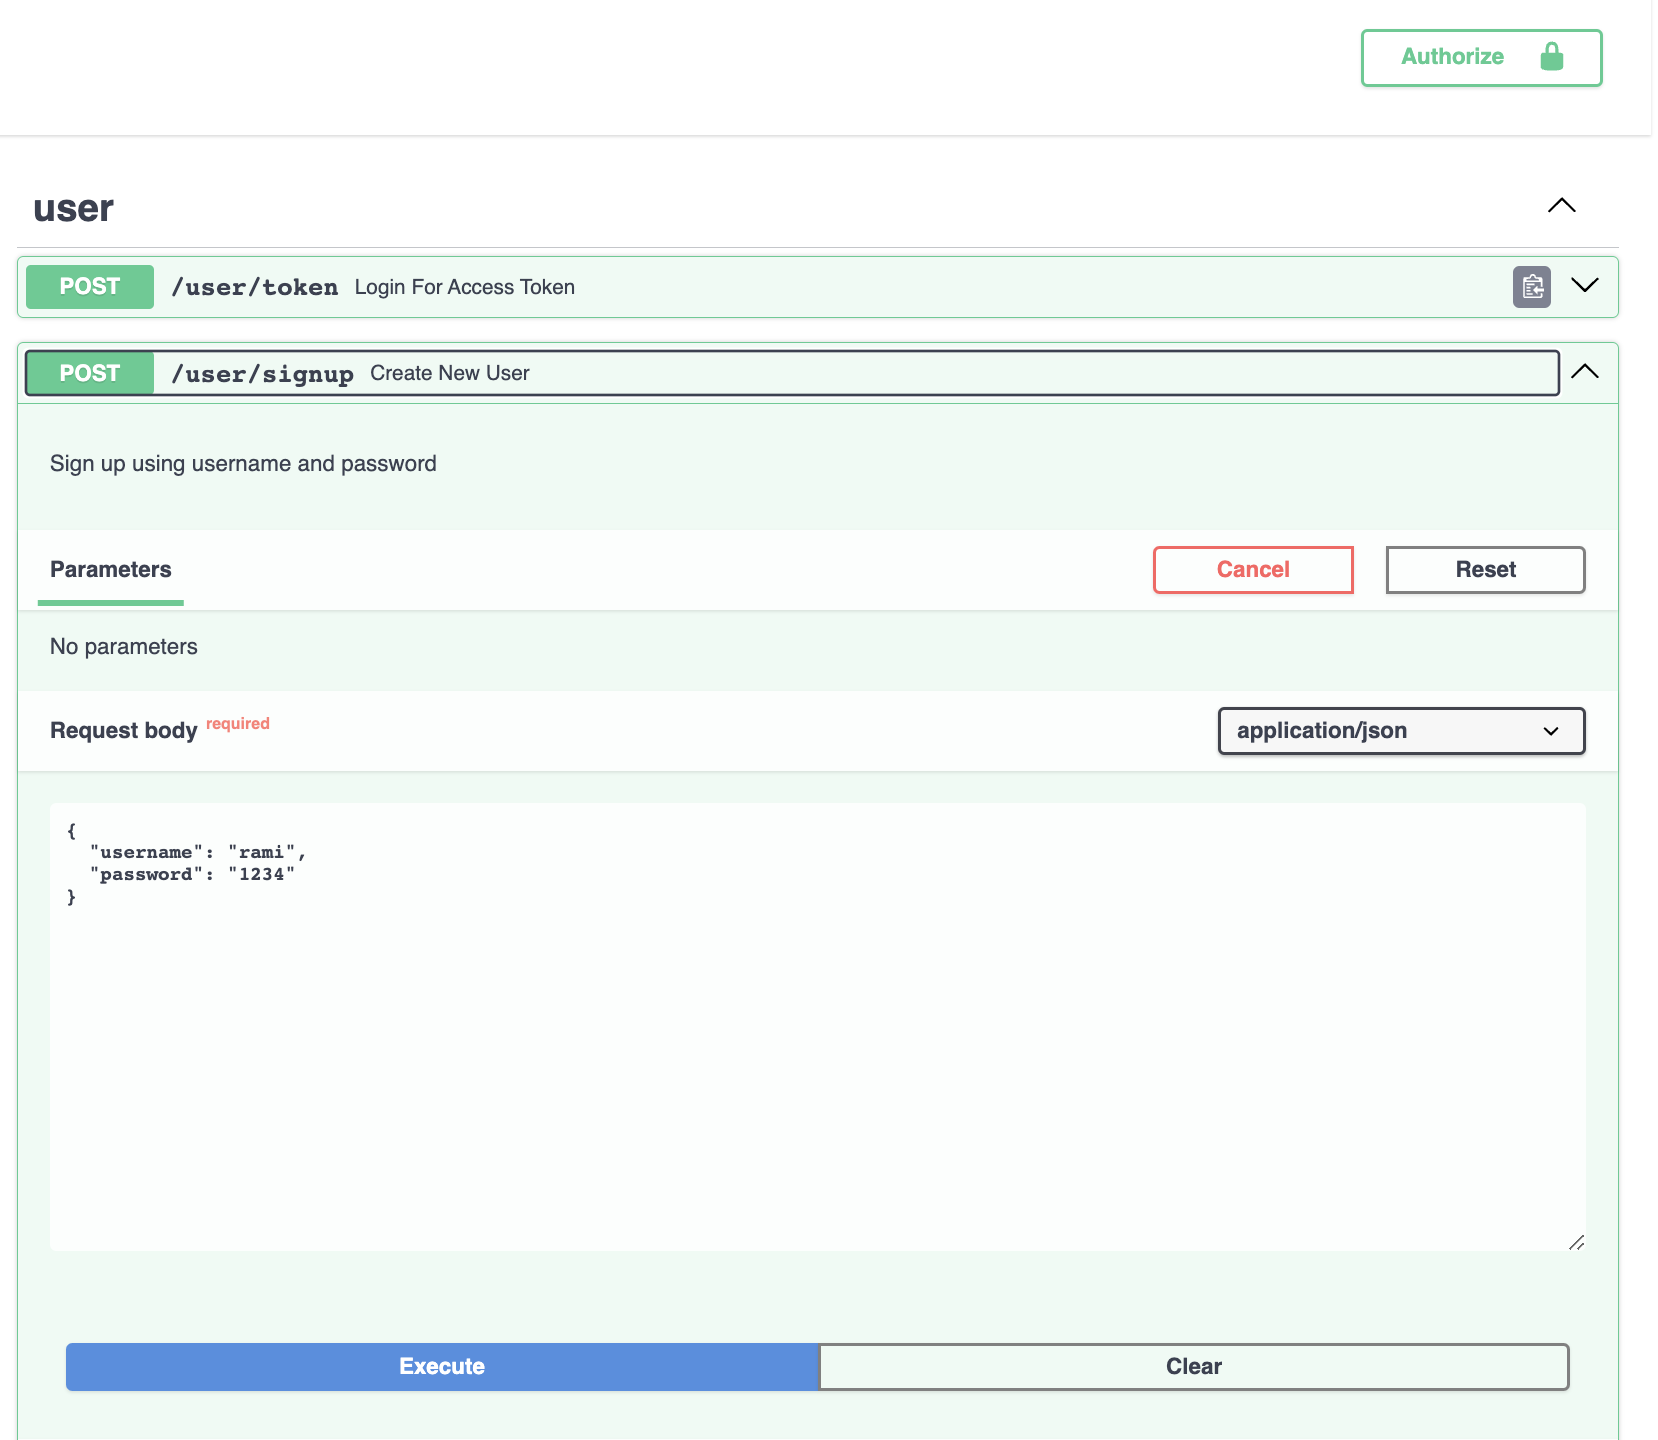 Authorize
user
POST /user/token Login For Access Token
POST /user/signup Create New User
Sign up using username and password
Parameters
Cancel
Reset
No parameters
Request body required
application/json
{
  "username": "rami",
  "password": "1234"
}
Execute
Clear